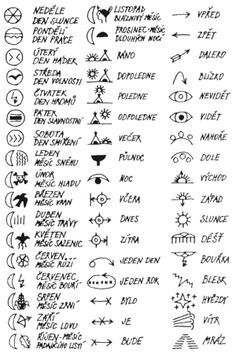 NEDĚLE
DEN SLUNCE
PONDĚLÍ
DEN PRÁCE
ÚTERÝ
DEN HÁDEK
STŘEDA
DEN VOLNOSTI
ČTVRTEK
DEN HROMŮ
PÁTEK
DEN SLAVNOSTNÍ
SOBOTA
DEN SMÍŘENÍ
LEDEN
MĚSÍC SNĚHU
ÚNOR
MĚSÍC HLADU
BŘEZEN
MĚSÍC VRAN
DUBEN
MĚSÍC TRÁVY
KVĚTEN
MĚSÍC SAZENIC
ČERVEN
MĚSÍC RŮŽÍ
ČERVENEC
MĚSÍC BOUŘÍ
SRPEN
MĚSÍC ZRNÍ
ZÁŘÍ
MĚSÍC LOVU
ŘÍJEN - MĚSÍC
PADAJÍCÍHO LISTÍ
LISTOPAD
BLÁZNIVÝ MĚSÍC
PROSINEC - MĚSÍC
DLOUHÝCH NOCÍ
RÁNO
DOPOLEDNE
POLEDNE
ODPOLEDNE
VEČER
PŮLNOC
NOC
VČERA
DNES
ZÍTRA
JEDEN DEN
JEDEN ROK
BYLO
JE
BUDE
VPŘED
ZPĚT
DALEKO
BLÍZKO
NEVIDĚT
VIDĚT
NAHOŘE
DOLE
VÝCHOD
ZÁPAD
SLUNCE
DÉŠŤ
BOUŘKA
BLESK
HVĚZDY
VÍTR
MRÁZ